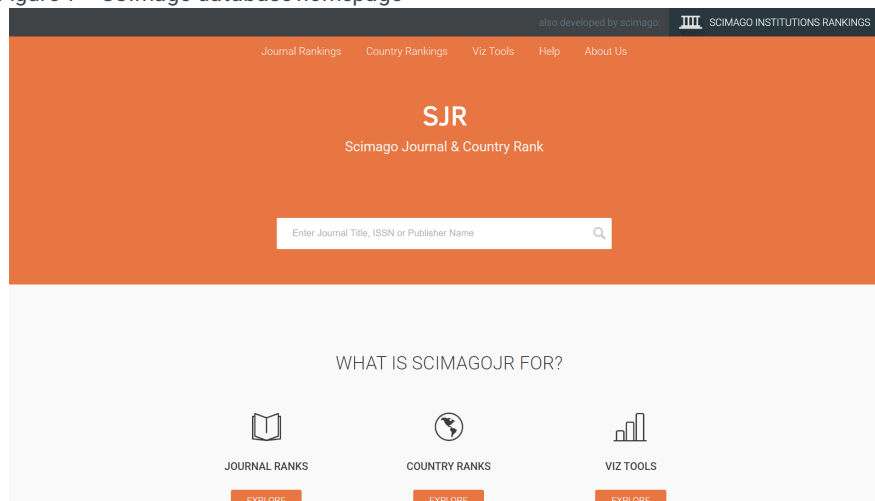 also developed by scimago: SCIMAGO INSTITUTIONS RANKINGS
Journal Rankings Country Rankings Viz Tools Help About Us
SJR
Scimago Journal & Country Rank
Enter Journal Title, ISSN or Publisher Name
WHAT IS SCIMAGOJR FOR?
JOURNAL RANKS COUNTRY RANKS VIZ TOOLS
EXPLORE EXPLORE EXPLORE